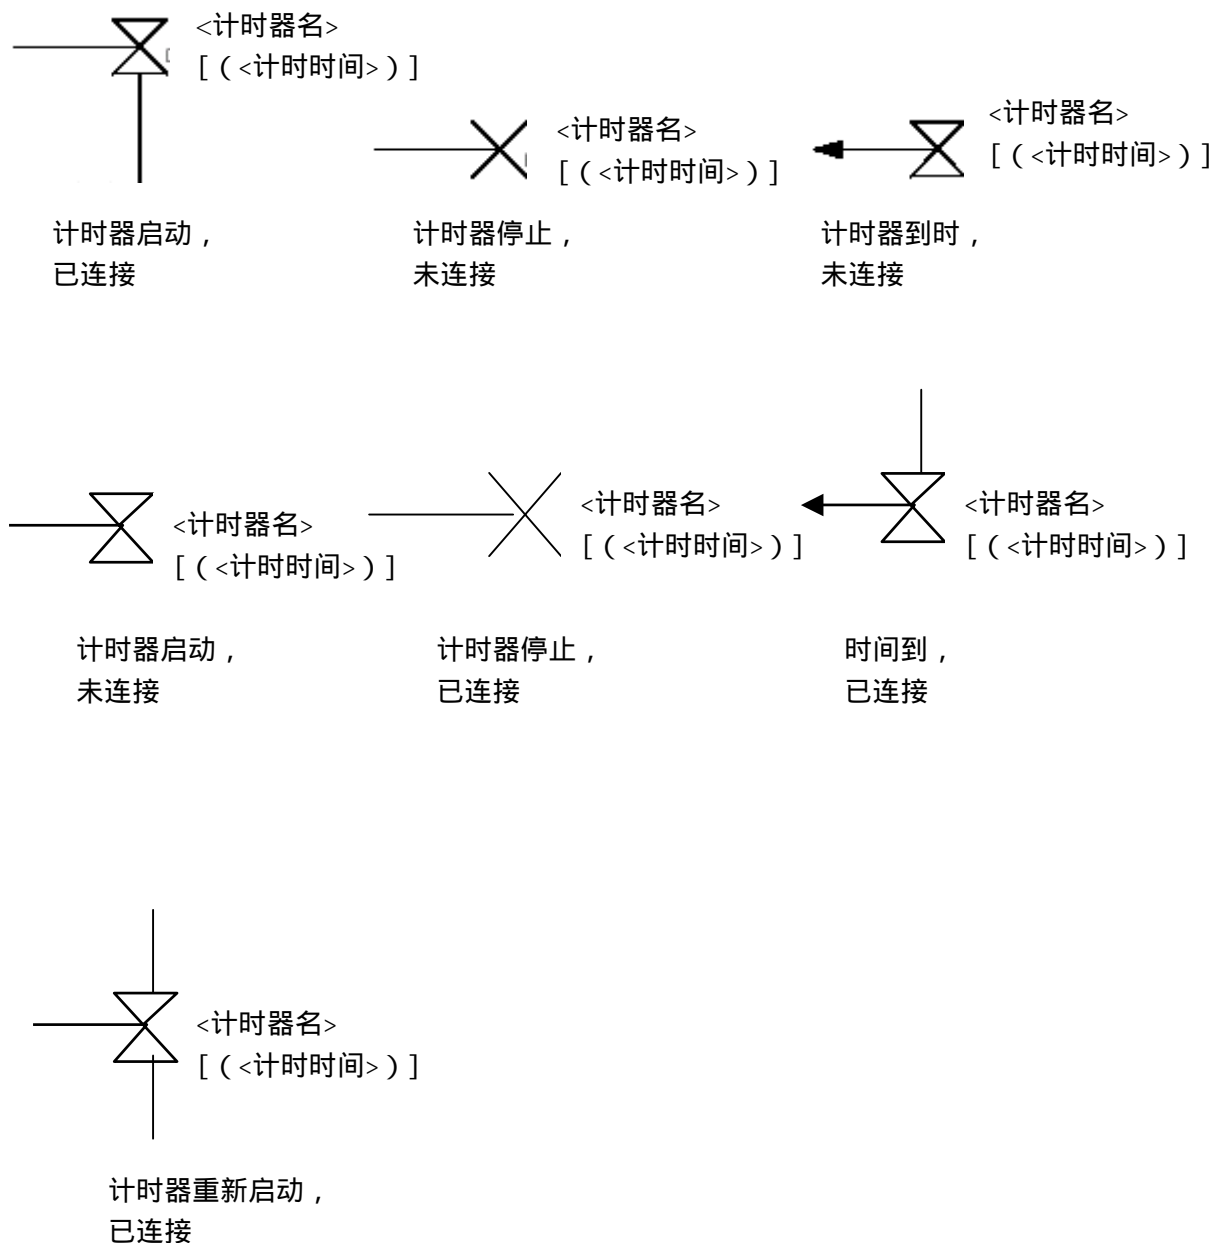 <计时器名>
[（<计时时间>）]
<计时器名>
[（<计时时间>）]
<计时器名>
[（<计时时间>）]
计时器启动，
已连接
计时器停止，
未连接
计时器到时，
未连接
<计时器名>
[（<计时时间>）]
<计时器名>
[（<计时时间>）]
<计时器名>
[（<计时时间>）]
计时器启动，
未连接
计时器停止，
已连接
时间到，
已连接
<计时器名>
[（<计时时间>）]
计时器重新启动，
已连接